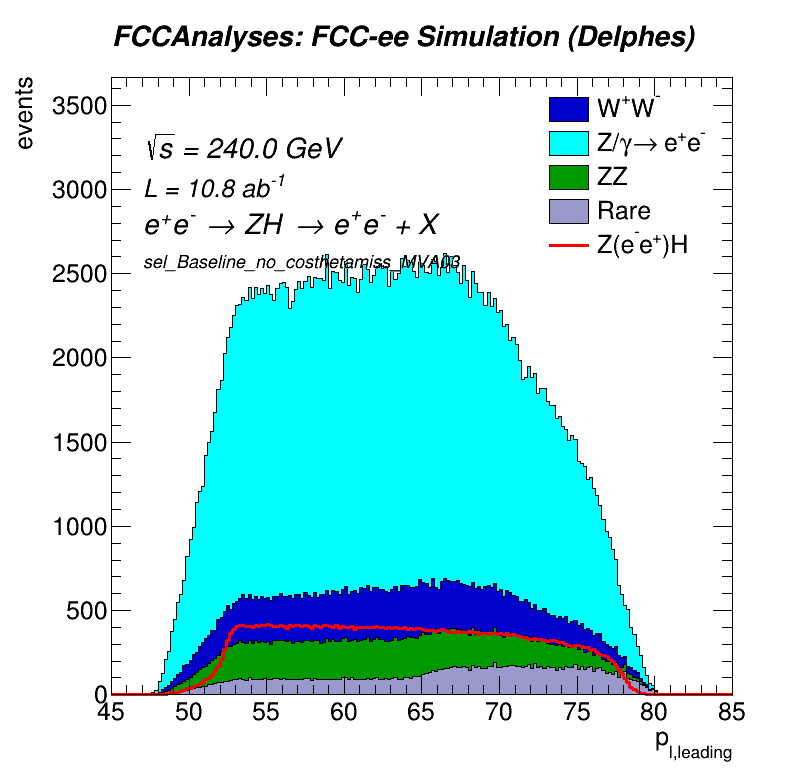 FCCAnalyses: FCC-ee Simulation (Delphes)
events
3500
3000
2500
2000
1500
1000
500
0
√s = 240.0 GeV
L = 10.8 ab⁻¹
e⁺e⁻ → ZH → e⁺e⁻ + X
sel_Baseline_no_costhetamiss_MVA03
W⁺W⁻
Z/γ→ e⁺e⁻
ZZ
Rare
Z(e⁻e⁺)H
45 50 55 60 65 70 75 80 85
p_l,leading